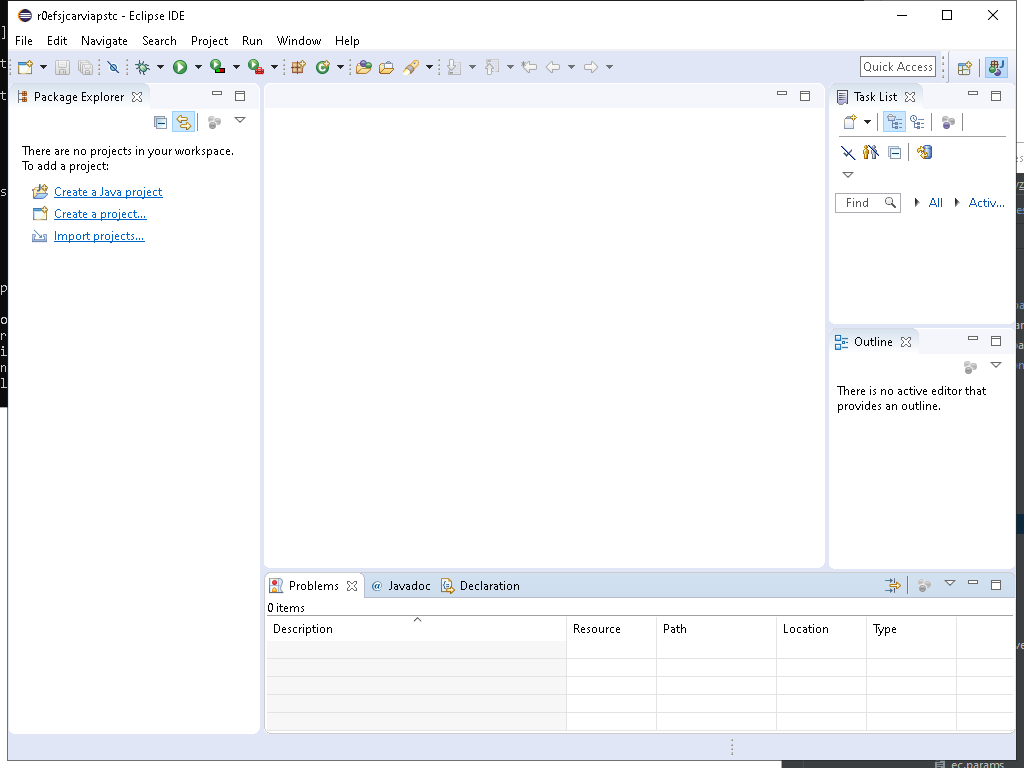 r0efsjcarviapstc - Eclipse IDE
File Edit Navigate Search Project Run Window Help
Quick Access
Package Explorer
There are no projects in your workspace.
To add a project:
Create a Java project
Create a project...
Import projects...
Task List
Find All Activ...
Outline
There is no active editor that
provides an outline.
Problems @ Javadoc Declaration
0 items
Description Resource Path Location Type
ec.params